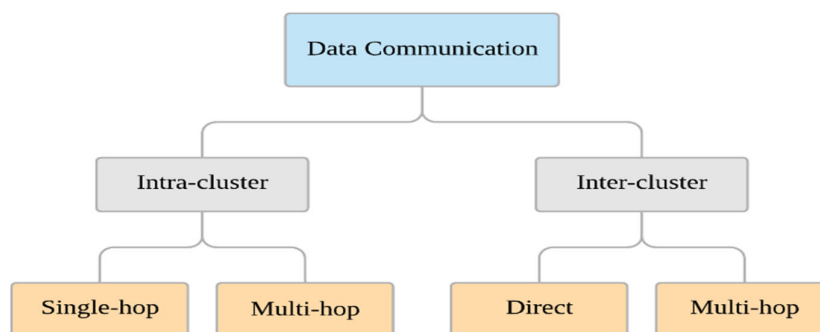 Data Communication
Intra-cluster
Inter-cluster
Single-hop
Multi-hop
Direct
Multi-hop